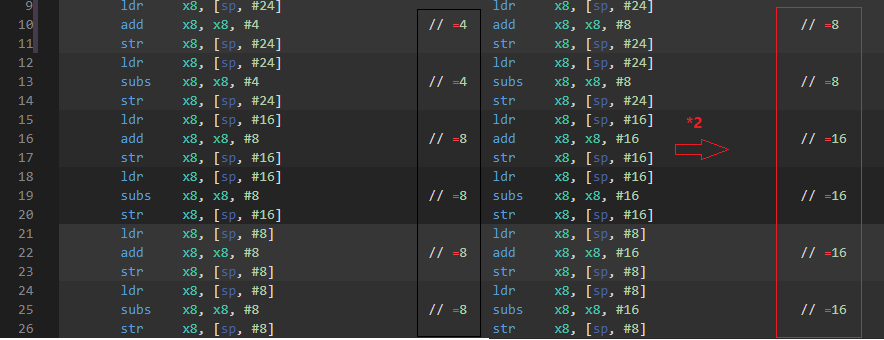 9 ldr x8, [sp, #24] ldr x8, [sp, #24]
10 add x8, x8, #4 // =4 add x8, x8, #8 // =8
11 str x8, [sp, #24] str x8, [sp, #24]
12 ldr x8, [sp, #24] ldr x8, [sp, #24]
13 subs x8, x8, #4 // =4 subs x8, x8, #8 // =8
14 str x8, [sp, #24] str x8, [sp, #24]
15 ldr x8, [sp, #16] ldr x8, [sp, #16] *2
16 add x8, x8, #8 // =8 add x8, x8, #16 // =16
17 str x8, [sp, #16] str x8, [sp, #16]
18 ldr x8, [sp, #16] ldr x8, [sp, #16]
19 subs x8, x8, #8 // =8 subs x8, x8, #16 // =16
20 str x8, [sp, #16] str x8, [sp, #16]
21 ldr x8, [sp, #8] ldr x8, [sp, #8]
22 add x8, x8, #8 // =8 add x8, x8, #16 // =16
23 str x8, [sp, #8] str x8, [sp, #8]
24 ldr x8, [sp, #8] ldr x8, [sp, #8]
25 subs x8, x8, #8 // =8 subs x8, x8, #16 // =16
26 str x8, [sp, #8] str x8, [sp, #8]